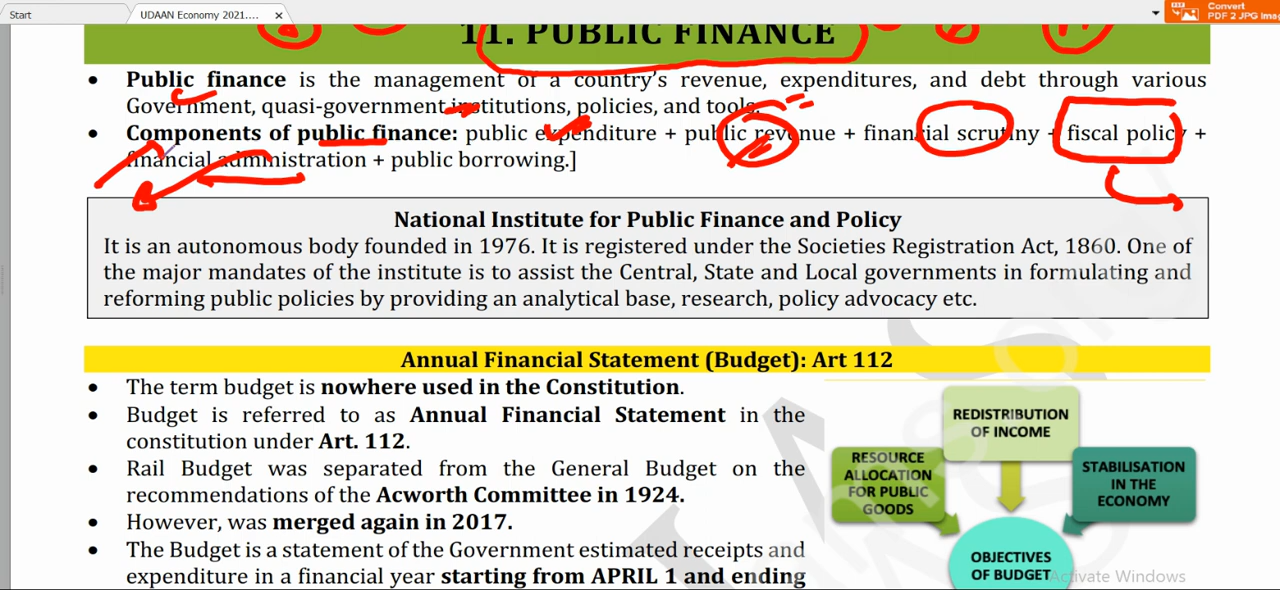 Start
UDAAN Economy 2021....
Convert
PDF 2 JPG Imag
11. PUBLIC FINANCE
• Public finance is the management of a country's revenue, expenditures, and debt through various
Government, quasi-government institutions, policies, and tools.
• Components of public finance: public expenditure + public revenue + financial scrutiny + fiscal policy +
financial administration + public borrowing.]
National Institute for Public Finance and Policy
It is an autonomous body founded in 1976. It is registered under the Societies Registration Act, 1860. One of
the major mandates of the institute is to assist the Central, State and Local governments in formulating and
reforming public policies by providing an analytical base, research, policy advocacy etc.
Annual Financial Statement (Budget): Art 112
• The term budget is nowhere used in the Constitution.
• Budget is referred to as Annual Financial Statement in the
constitution under Art. 112.
• Rail Budget was separated from the General Budget on the
recommendations of the Acworth Committee in 1924.
• However, was merged again in 2017.
• The Budget is a statement of the Government estimated receipts and
expenditure in a financial year starting from APRIL 1 and ending
REDISTRIBUTION
OF INCOME
RESOURCE
ALLOCATION
FOR PUBLIC
GOODS
STABILISATION
IN THE
ECONOMY
OBJECTIVES
OF BUDGET
Activate Windows